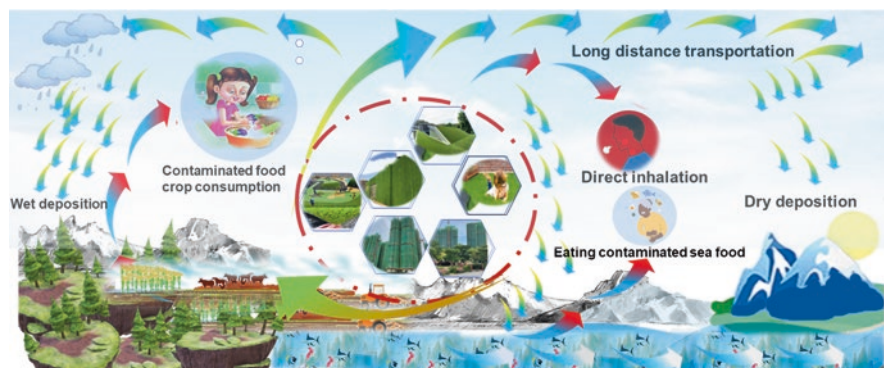 Long distance transportation
Contaminated food
crop consumption
Direct inhalation
Wet deposition
Dry deposition
Eating contaminated sea food